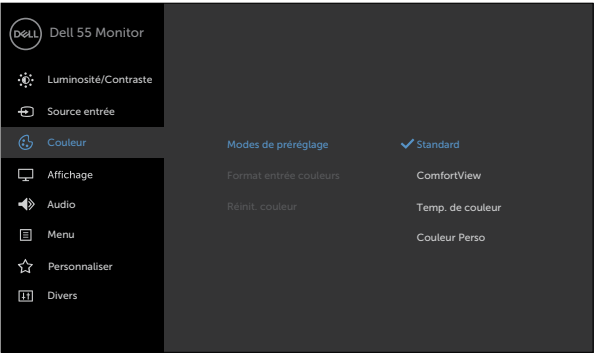 DELL
Dell 55 Monitor
Luminosité/Contraste
Source entrée
Couleur
Modes de préréglage
Standard
Affichage
Format entrée couleurs
ComfortView
Audio
Réinit. couleur
Temp. de couleur
Menu
Couleur Perso
Personnaliser
Divers